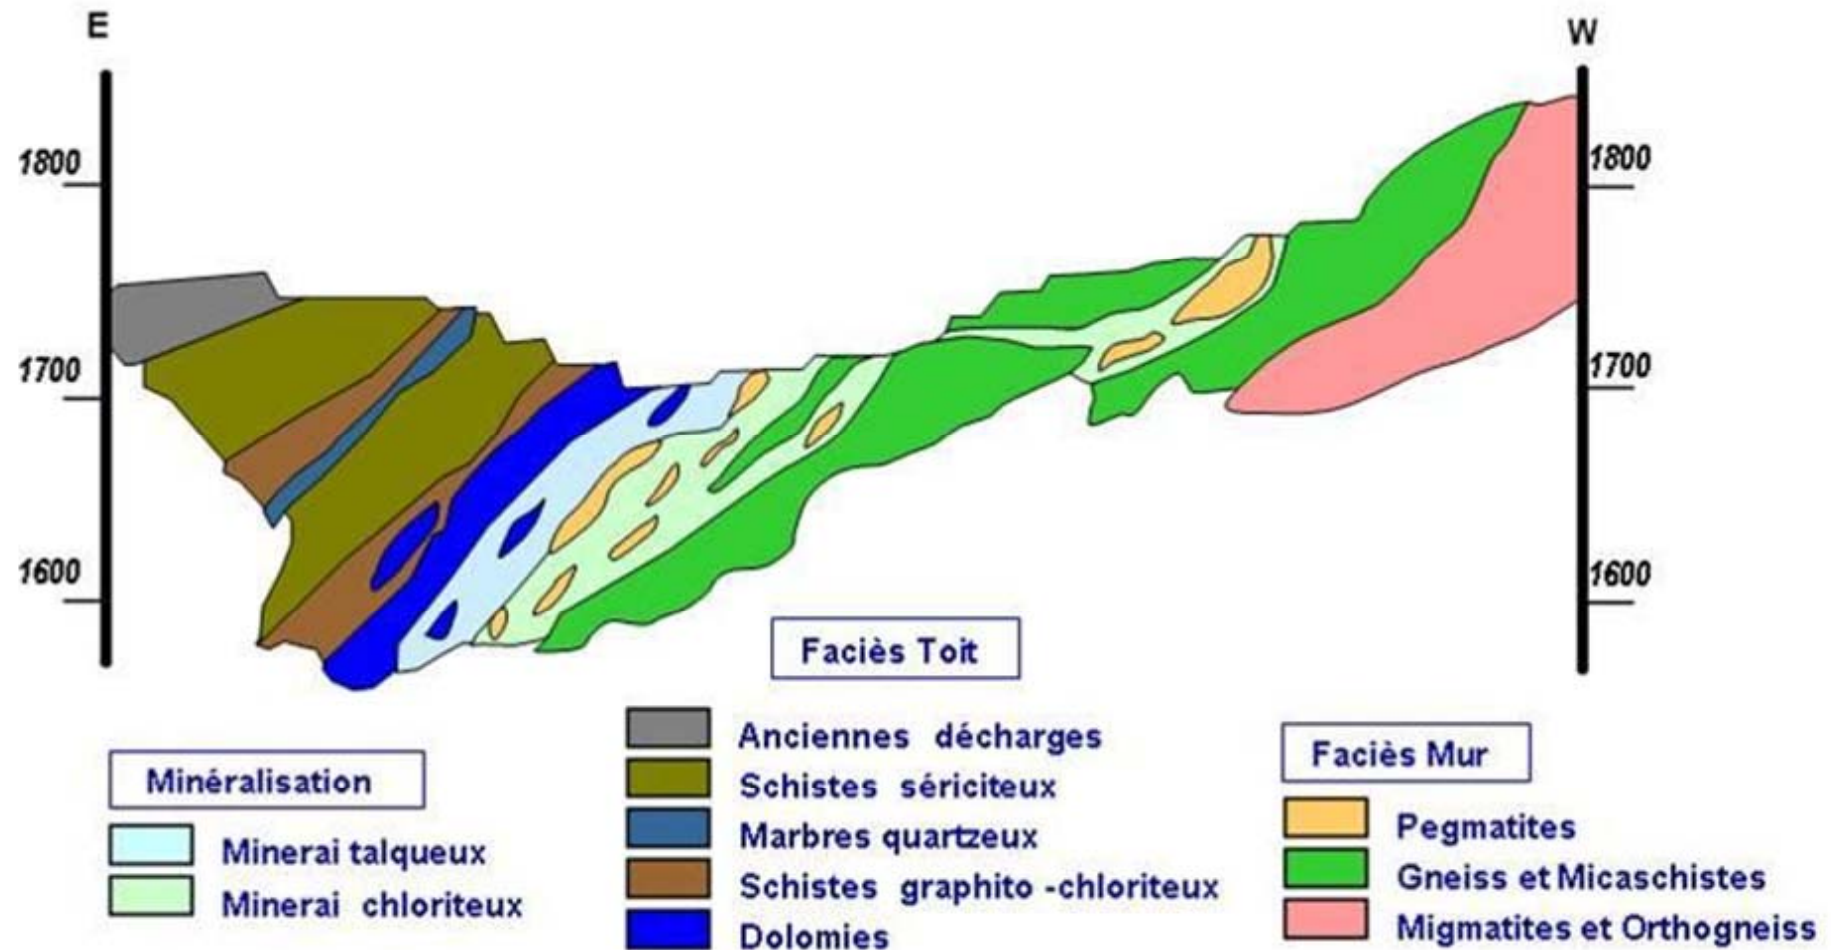 E
W
1800
1800
1700
1700
1600
1600
Faciès Toit
Minéralisation
Minerai talqueux
Minerai chloriteux
Anciennes décharges
Schistes sériciteux
Marbres quartzeux
Schistes graphito -chloriteux
Dolomies
Faciès Mur
Pegmatites
Gneiss et Micaschistes
Migmatites et Orthogneiss